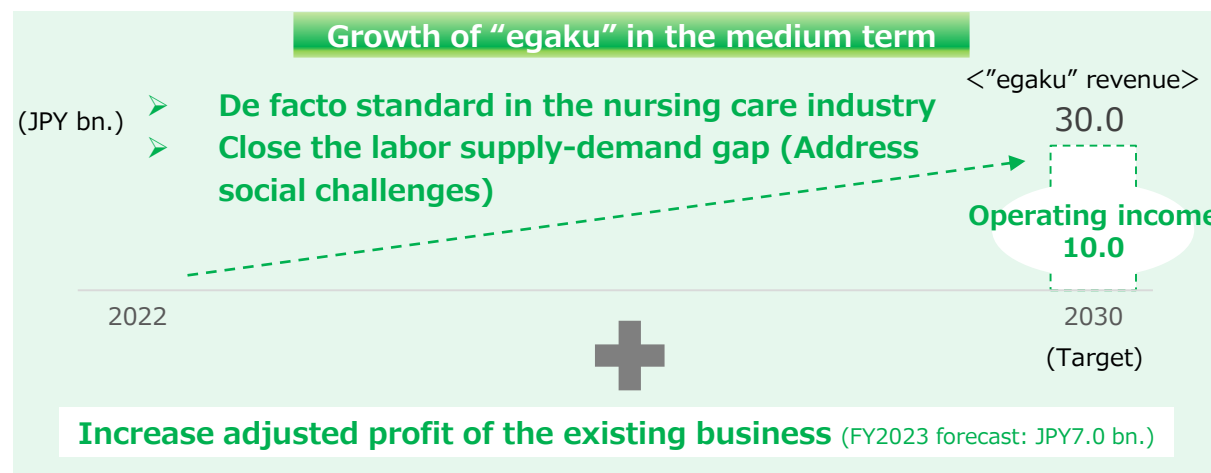 Growth of “egaku” in the medium term
<”egaku” revenue>
(JPY bn.)
➢ De facto standard in the nursing care industry
➢ Close the labor supply-demand gap (Address
social challenges)
30.0
Operating income
10.0
2022
2030
(Target)
Increase adjusted profit of the existing business (FY2023 forecast: JPY7.0 bn.)